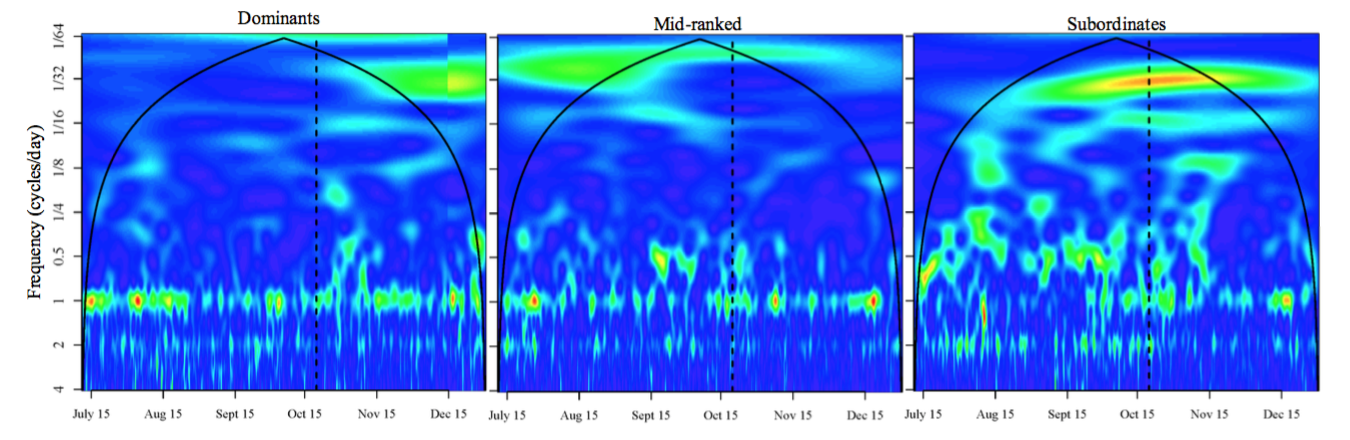 Dominants
Mid-ranked
Subordinates
Frequency (cycles/day)
1/64
1/32
1/16
1/8
1/4
0.5
1
2
4
July 15 Aug 15 Sept 15 Oct 15 Nov 15 Dec 15
July 15 Aug 15 Sept 15 Oct 15 Nov 15 Dec 15
July 15 Aug 15 Sept 15 Oct 15 Nov 15 Dec 15